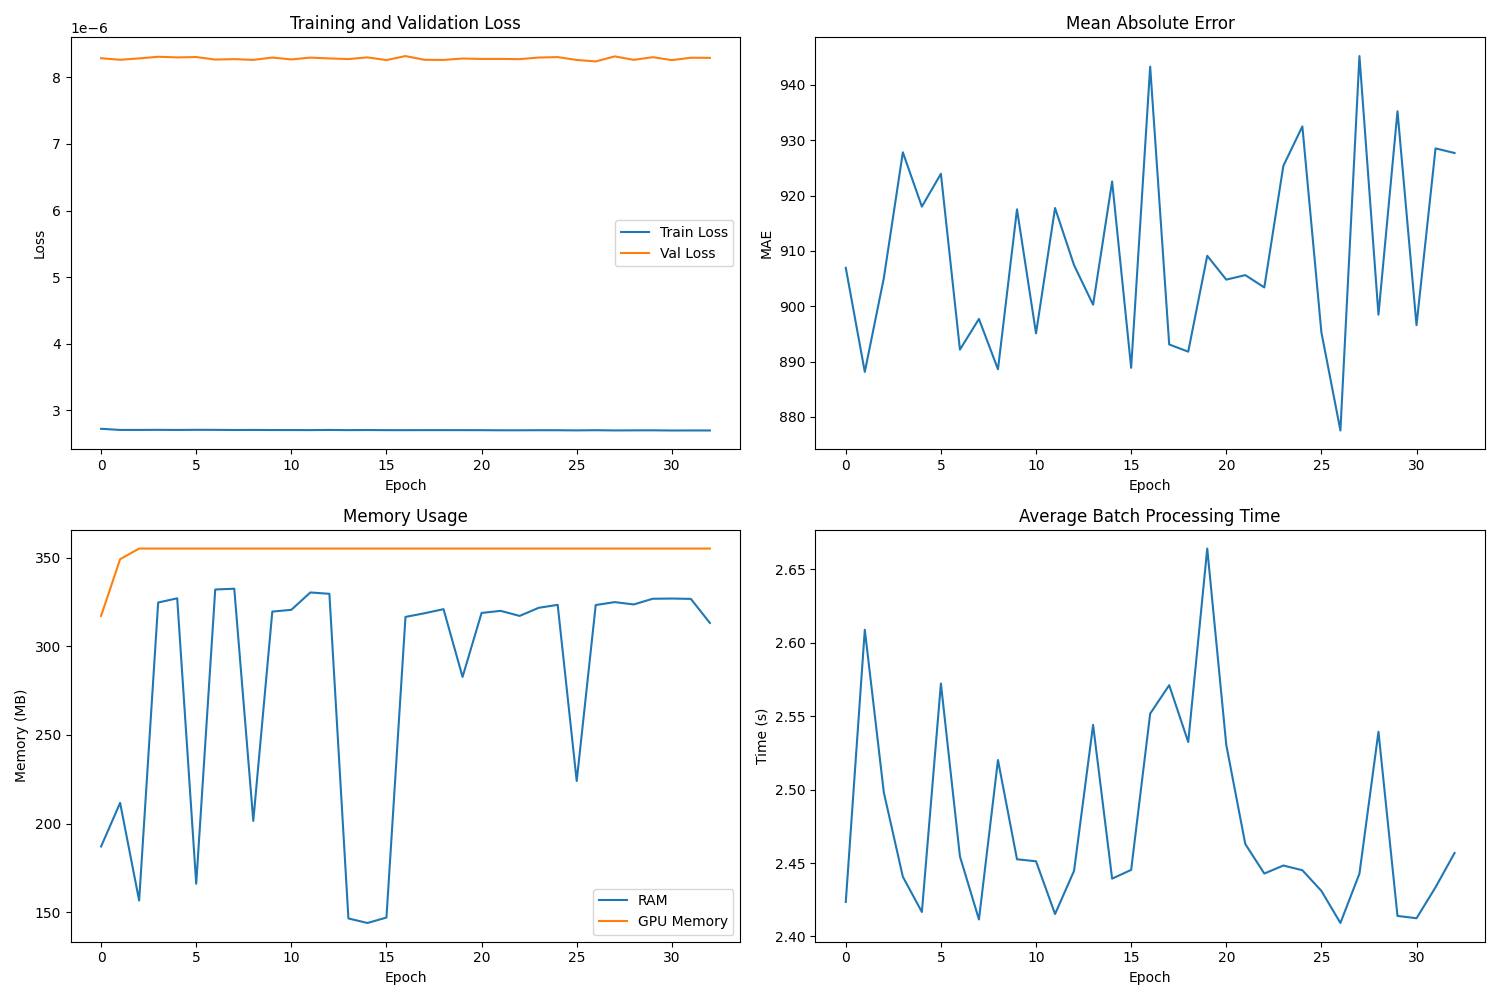 Training and Validation Loss
1e−6
8
7
6
5
4
3
Loss
Train Loss
Val Loss
0 5 10 15 20 25 30
Epoch
Mean Absolute Error
940
930
920
910
900
890
880
MAE
0 5 10 15 20 25 30
Epoch
Memory Usage
350
300
250
200
150
Memory (MB)
RAM
GPU Memory
0 5 10 15 20 25 30
Epoch
Average Batch Processing Time
2.65
2.60
2.55
2.50
2.45
2.40
Time (s)
0 5 10 15 20 25 30
Epoch